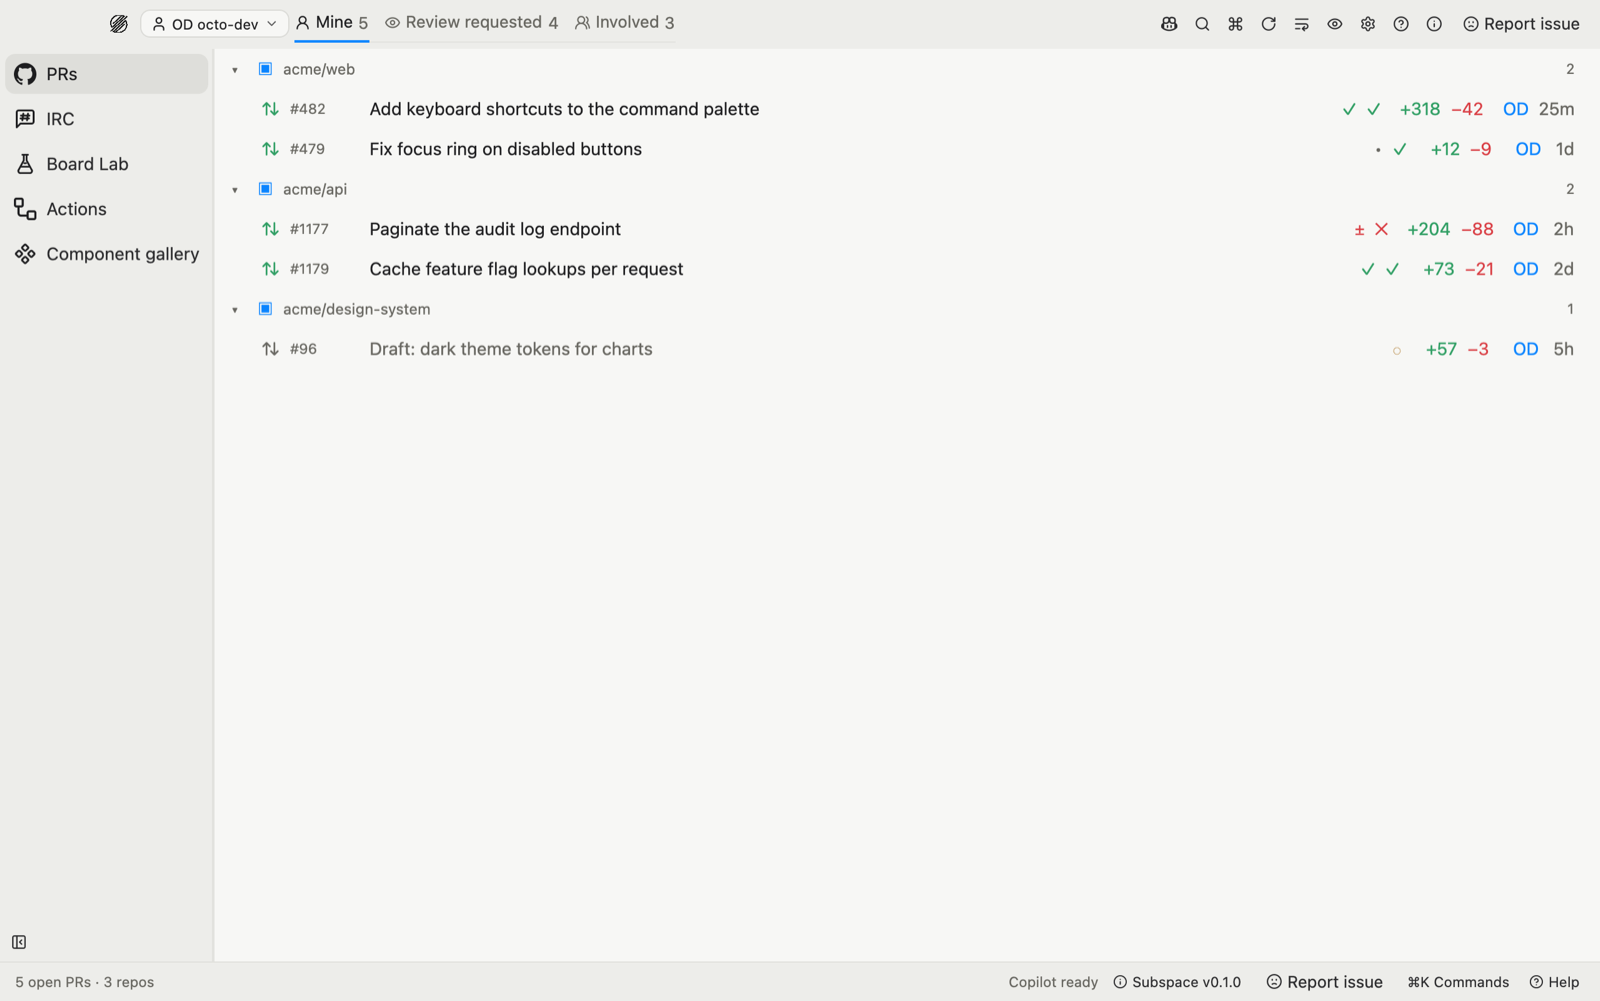 OD octo-dev
Mine 5
Review requested 4
Involved 3
Report issue
PRs
IRC
Board Lab
Actions
Component gallery
acme/web 2
#482 Add keyboard shortcuts to the command palette +318 −42 OD 25m
#479 Fix focus ring on disabled buttons +12 −9 OD 1d
acme/api 2
#1177 Paginate the audit log endpoint ± +204 −88 OD 2h
#1179 Cache feature flag lookups per request +73 −21 OD 2d
acme/design-system 1
#96 Draft: dark theme tokens for charts +57 −3 OD 5h
5 open PRs · 3 repos
Copilot ready
Subspace v0.1.0
Report issue
⌘K Commands
Help